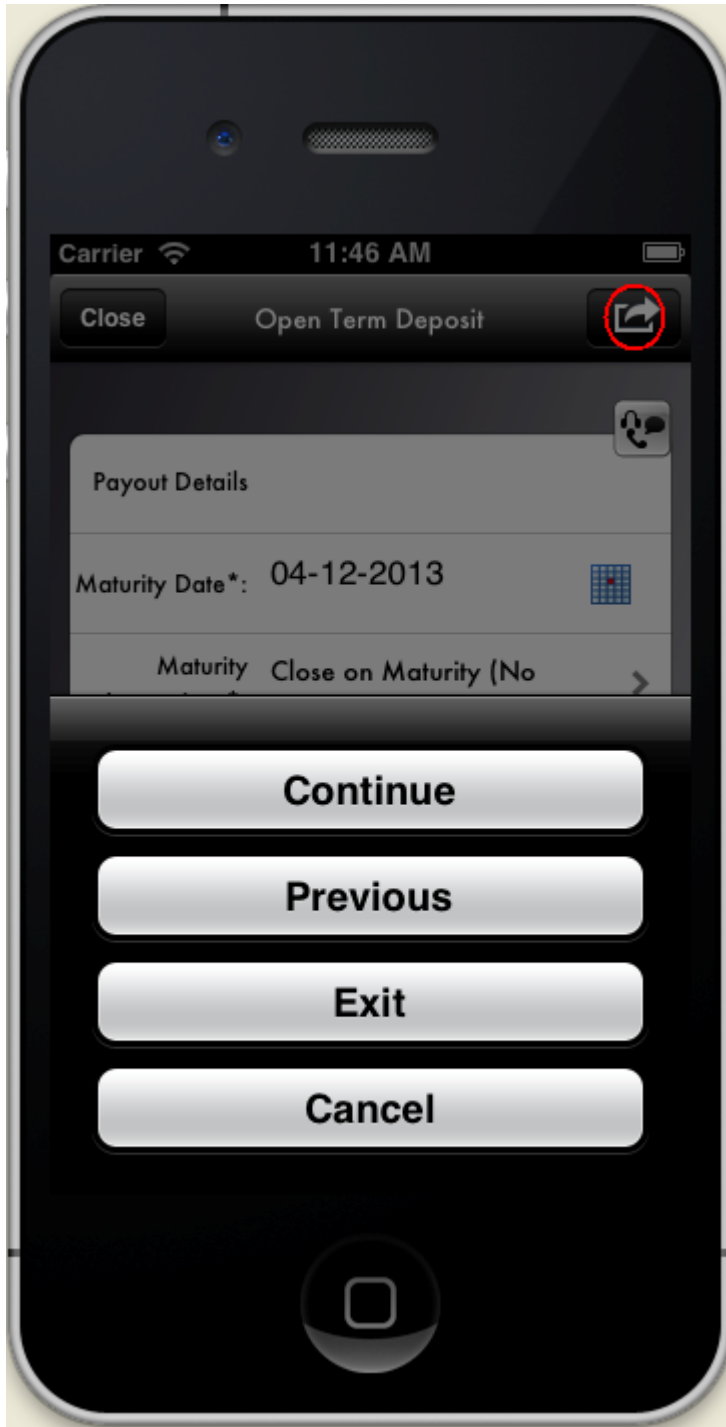 Carrier 11:46 AM
Close Open Term Deposit
Payout Details
Maturity Date*: 04-12-2013
Maturity Close on Maturity (No
Continue
Previous
Exit
Cancel